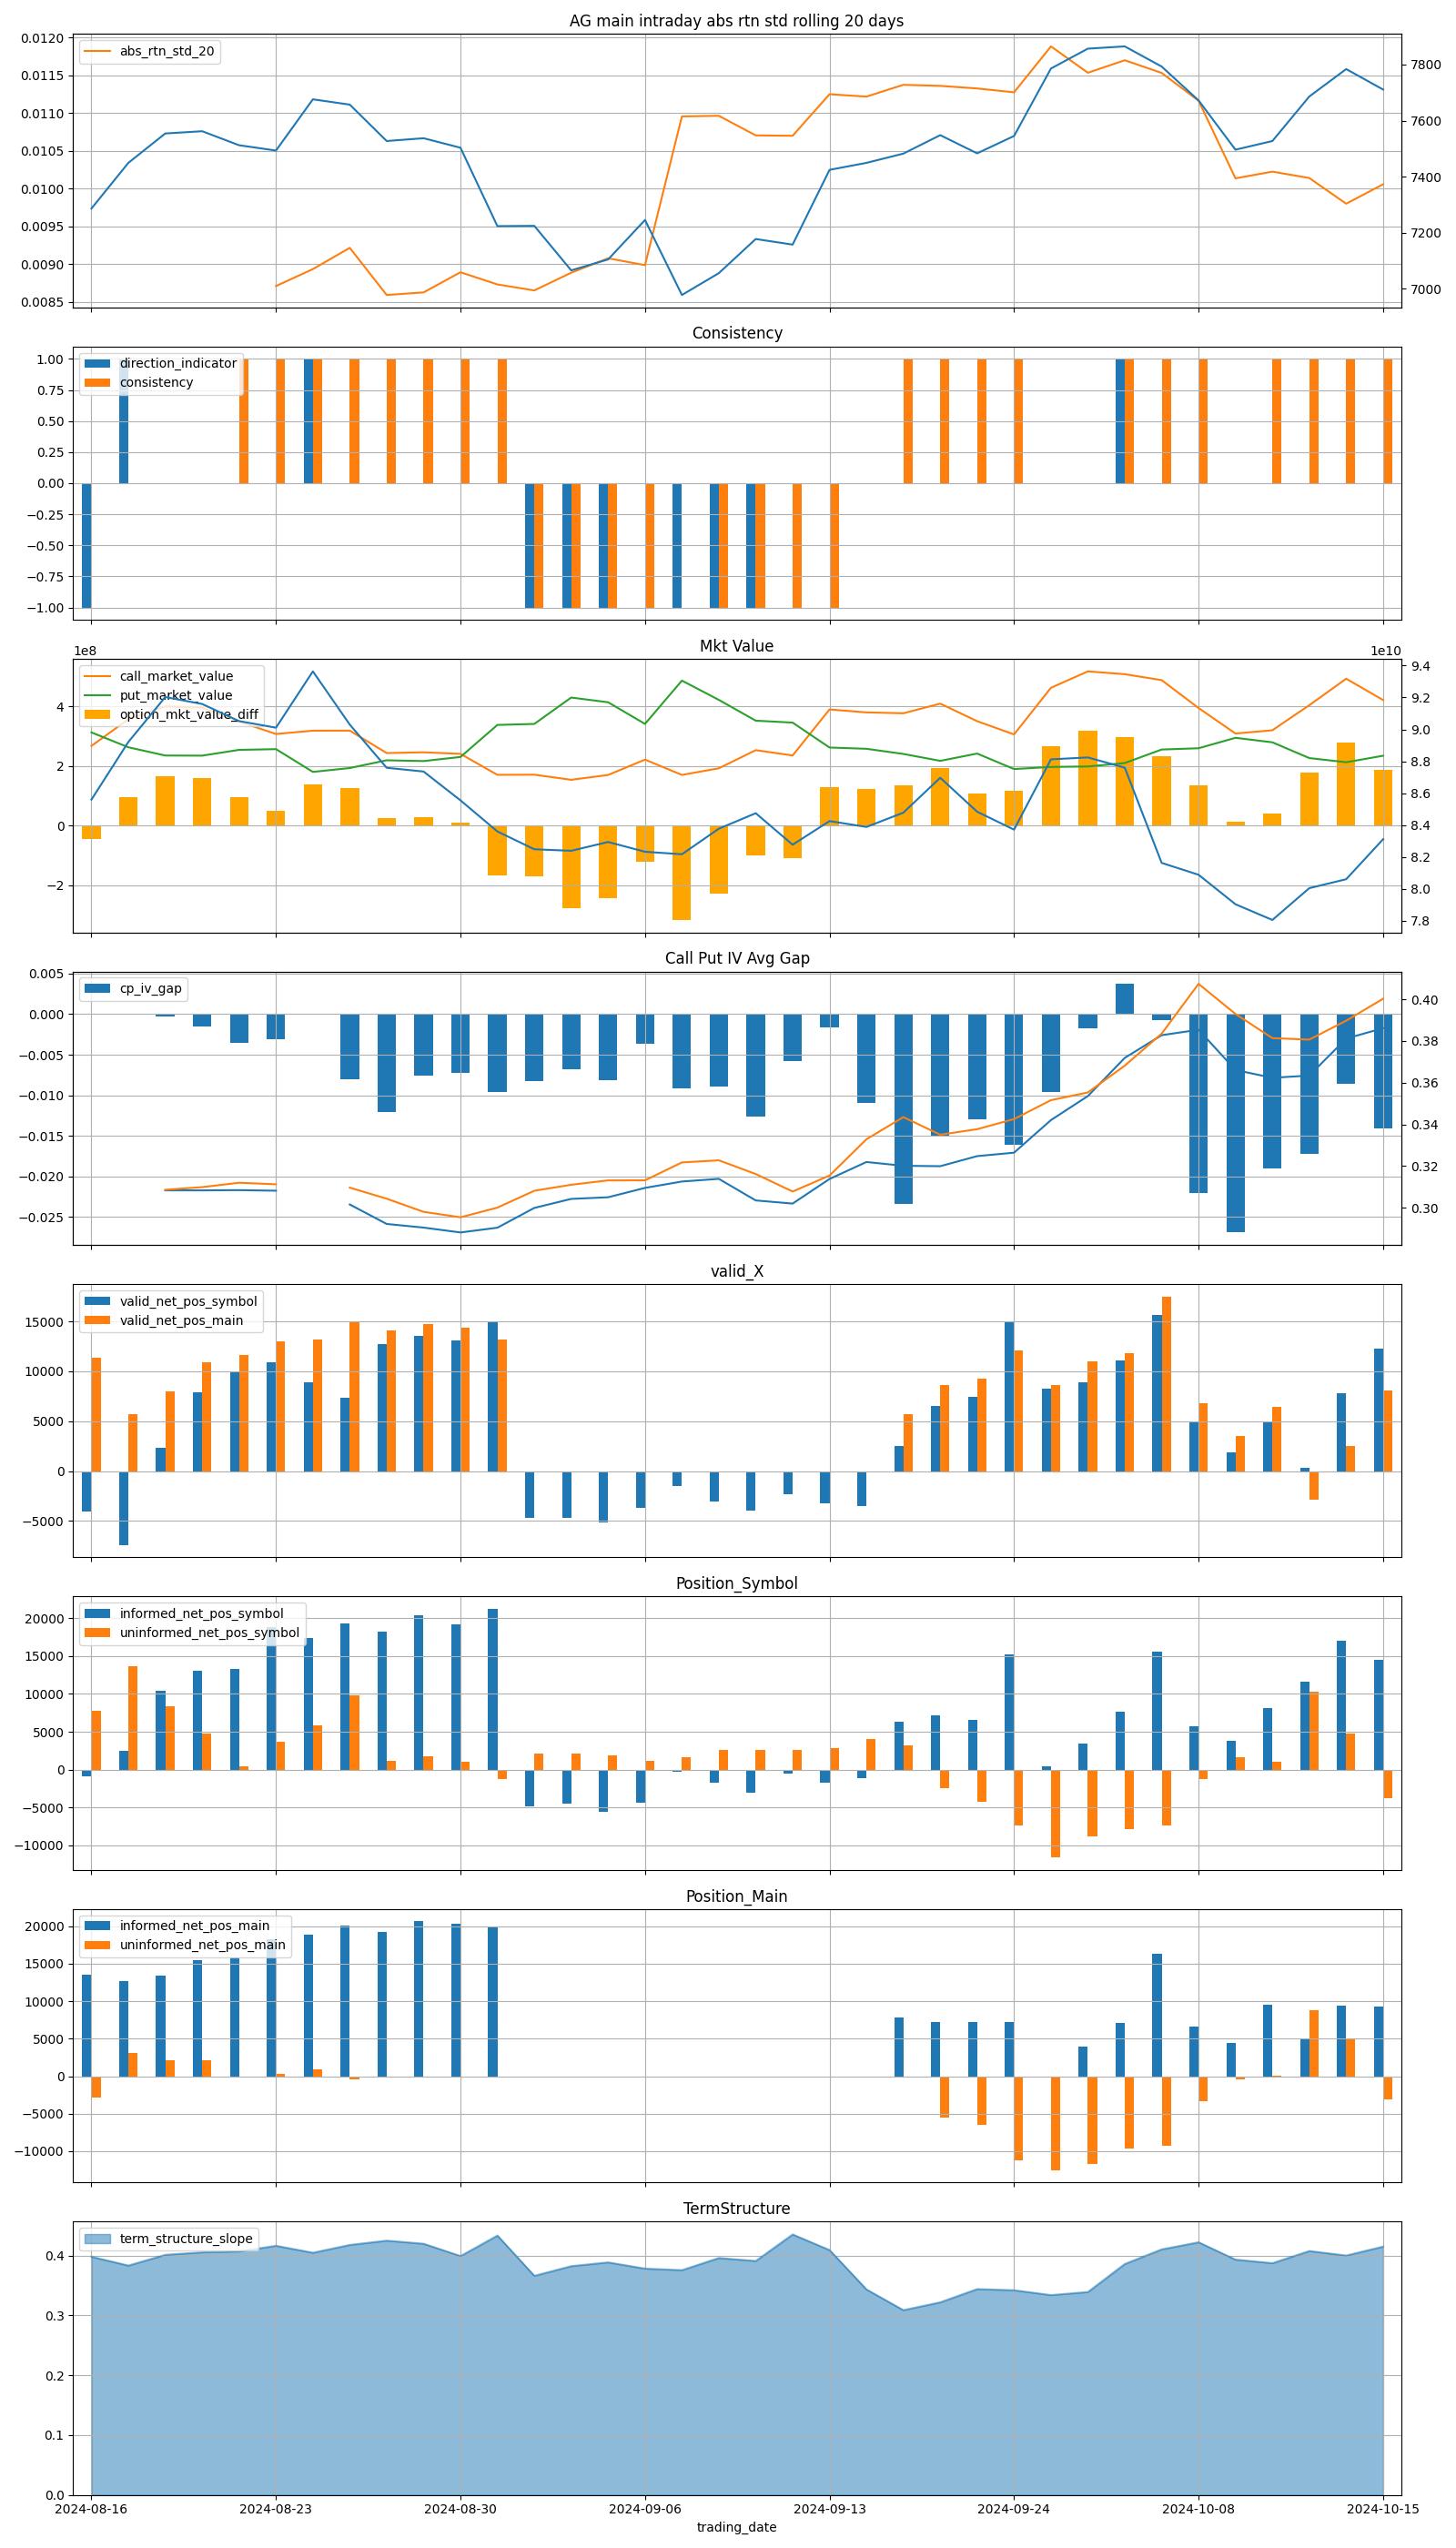 AG main intraday abs rtn std rolling 20 days
abs_rtn_std_20
0.0120
0.0115
0.0110
0.0105
0.0100
0.0095
0.0090
0.0085
7800
7600
7400
7200
7000
Consistency
direction_indicator
consistency
1.00
0.75
0.50
0.25
0.00
−0.25
−0.50
−0.75
−1.00
Mkt Value
1e8
1e10
call_market_value
put_market_value
option_mkt_value_diff
4
2
0
−2
9.4
9.2
9.0
8.8
8.6
8.4
8.2
8.0
7.8
Call Put IV Avg Gap
cp_iv_gap
0.005
0.000
−0.005
−0.010
−0.015
−0.020
−0.025
0.40
0.38
0.36
0.34
0.32
0.30
valid_X
valid_net_pos_symbol
valid_net_pos_main
15000
10000
5000
0
−5000
Position_Symbol
informed_net_pos_symbol
uninformed_net_pos_symbol
20000
15000
10000
5000
0
−5000
−10000
Position_Main
informed_net_pos_main
uninformed_net_pos_main
20000
15000
10000
5000
0
−5000
−10000
TermStructure
term_structure_slope
0.4
0.3
0.2
0.1
0.0
2024-08-16 2024-08-23 2024-08-30 2024-09-06 2024-09-13 2024-09-24 2024-10-08 2024-10-15
trading_date